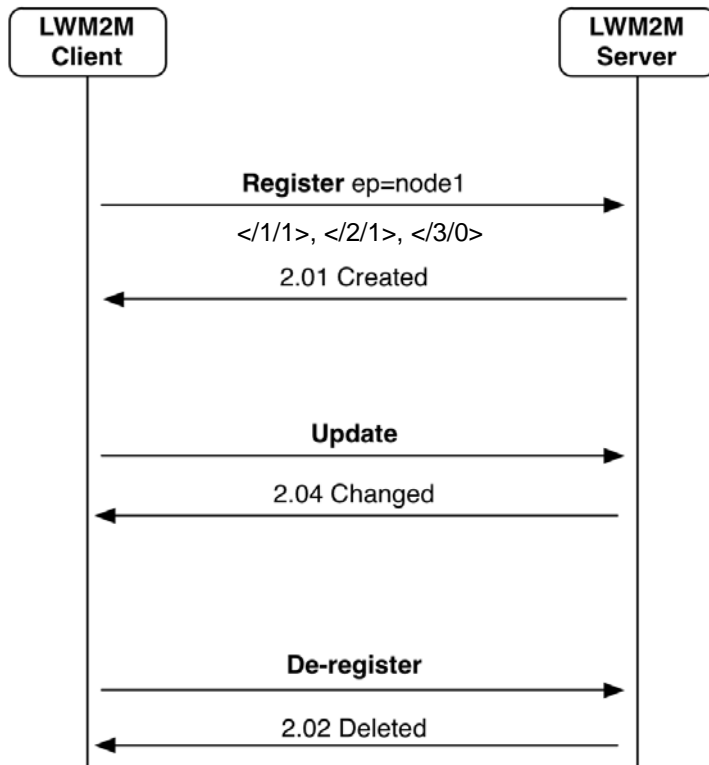 LWM2M
Client
LWM2M
Server
Register ep=node1
</1/1>, </2/1>, </3/0>
2.01 Created
Update
2.04 Changed
De-register
2.02 Deleted